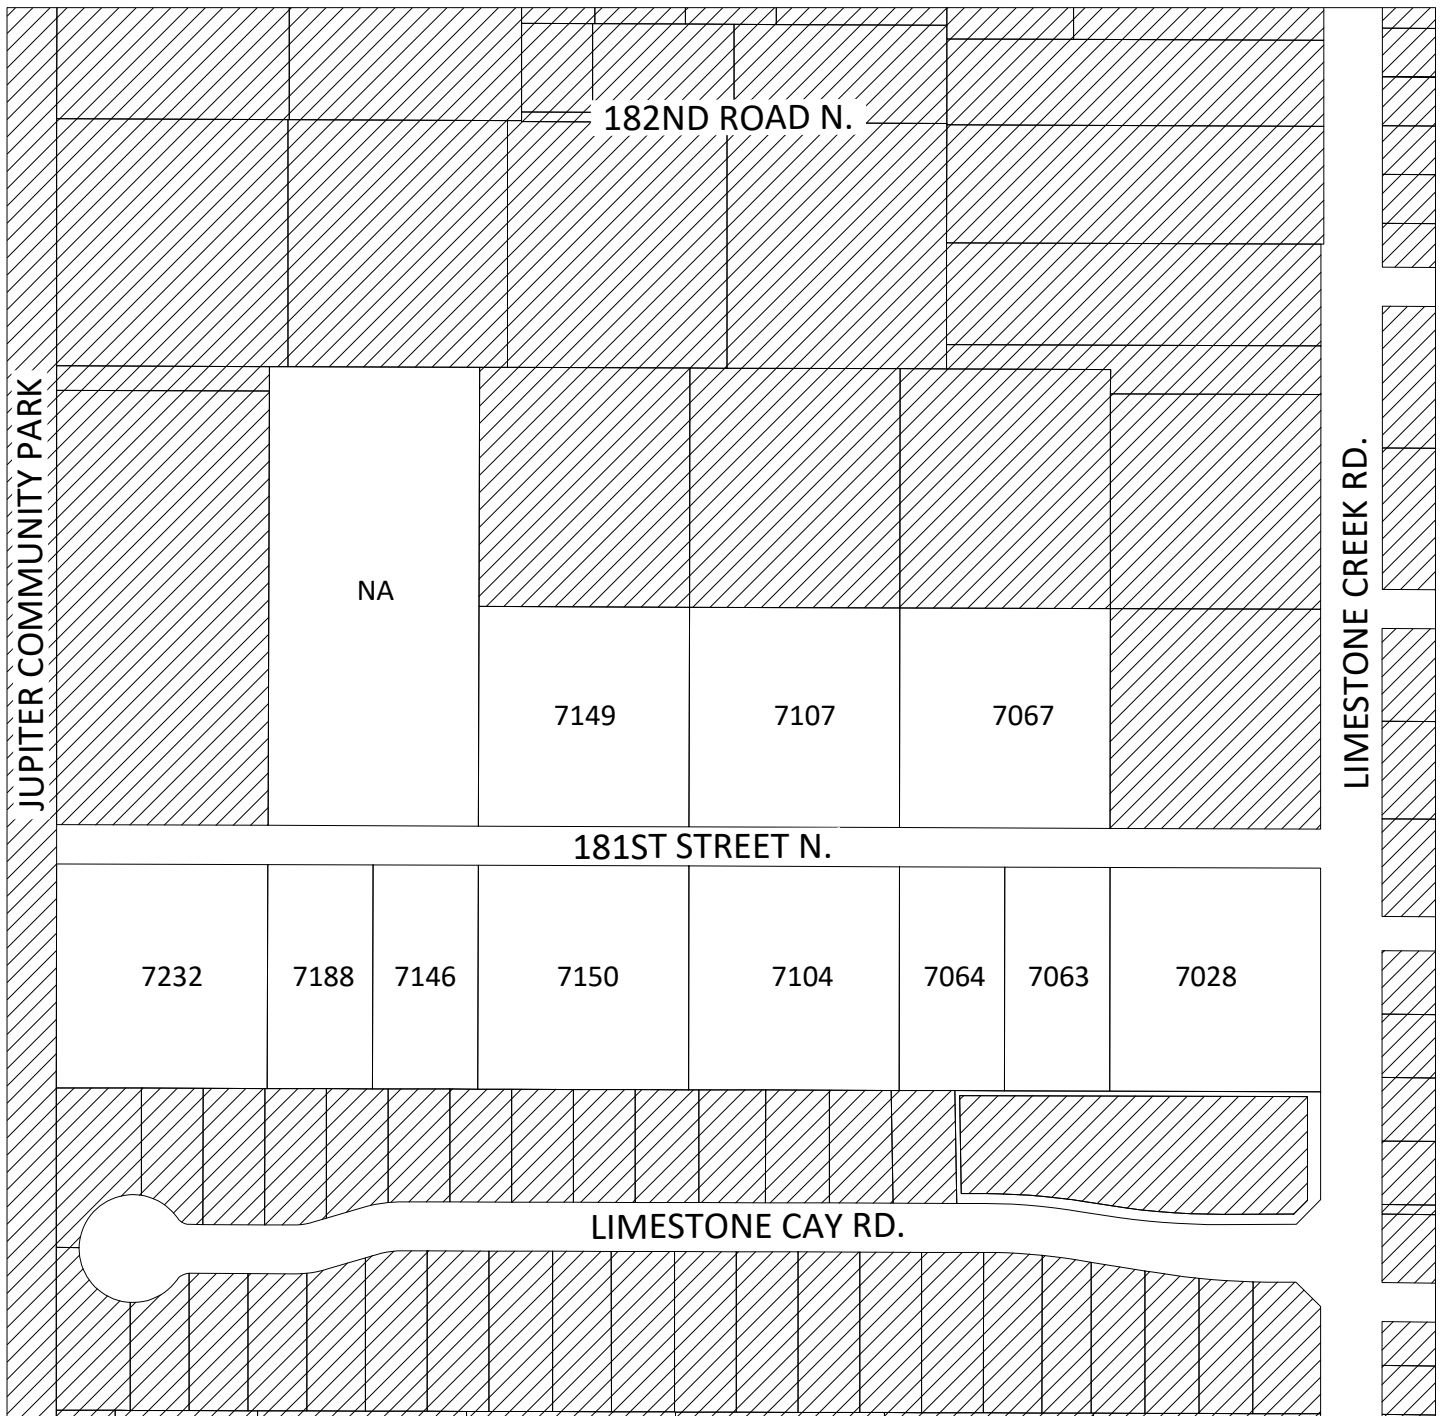 182ND ROAD N.
JUPITER COMMUNITY PARK
LIMESTONE CREEK RD.
NA
7149
7107
7067
181ST STREET N.
7232
7188
7146
7150
7104
7064
7063
7028
LIMESTONE CAY RD.